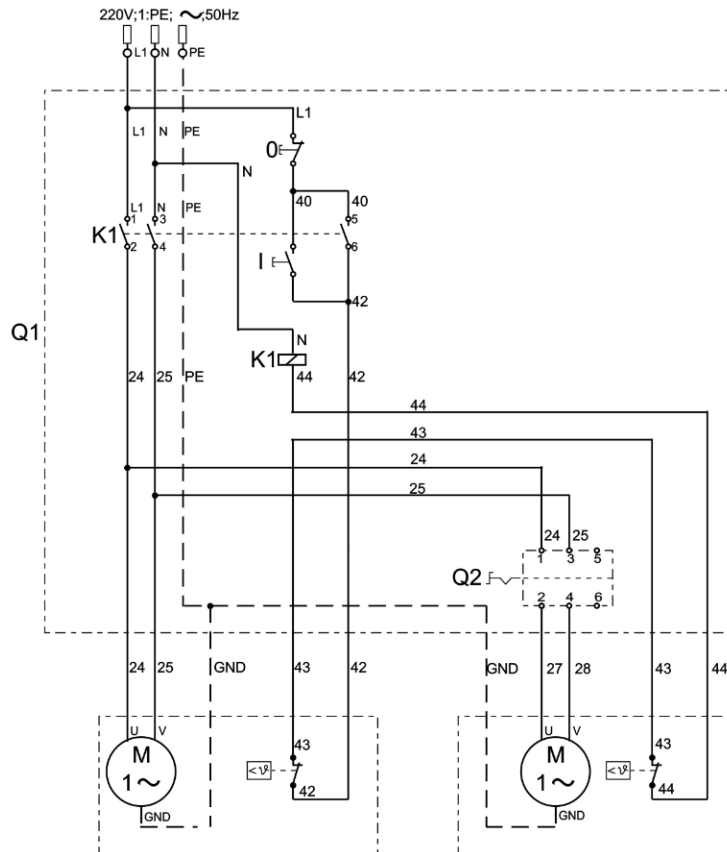 220V;1:PE; ~;50Hz
L1 N PE
L1
L1 N PE
0
N
40 40
L1 N PE
1 3 5
K1
2 4 6
I
42
Q1
N
K1
44 42
24 25 PE
44
43
24
25
24 25
1 3 5
Q2
2 4 6
24 25 GND 43 42 GND 27 28 43 44
U V U V
43 43
M M
1~ <ϑ 1~ <ϑ
42 44
GND GND